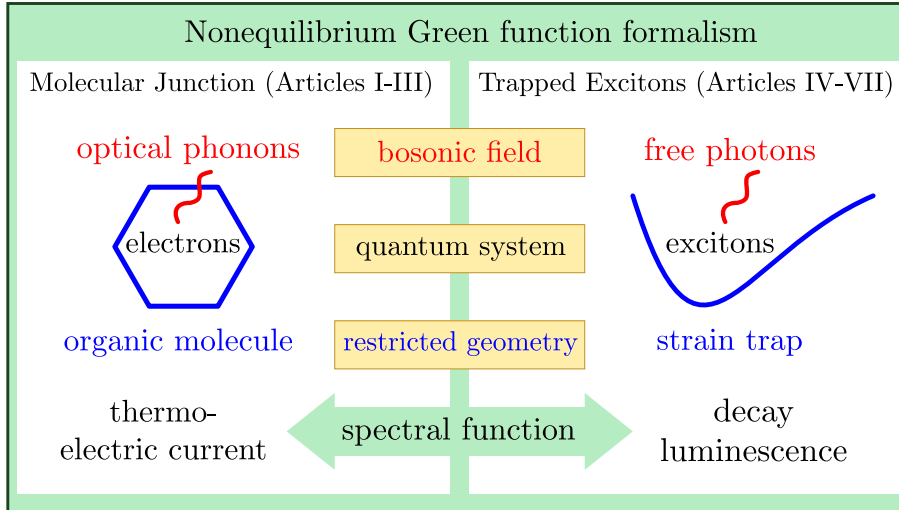 Nonequilibrium Green function formalism
Molecular Junction (Articles I-III)
Trapped Excitons (Articles IV-VII)
optical phonons
bosonic field
free photons
electrons
quantum system
excitons
organic molecule
restricted geometry
strain trap
thermo-
electric current
spectral function
decay
luminescence